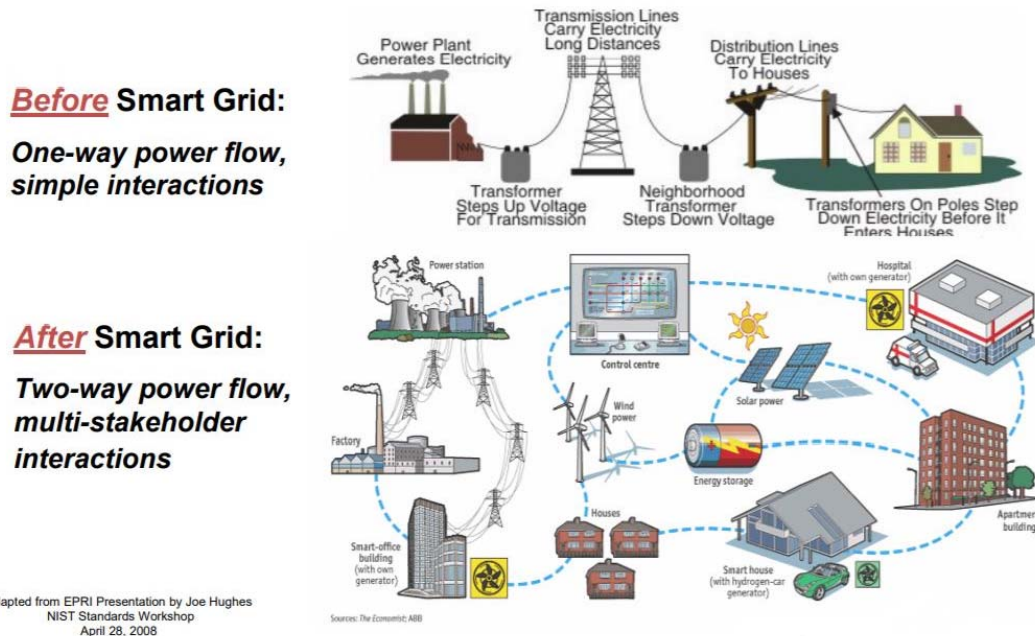 Before Smart Grid:
One-way power flow,
simple interactions
Power Plant
Generates Electricity
Transmission Lines
Carry Electricity
Long Distances
Distribution Lines
Carry Electricity
To Houses
Transformer
Steps Up Voltage
For Transmission
Neighborhood
Transformer
Steps Down Voltage
Transformers On Poles Step
Down Electricity Before It
Enters Houses
After Smart Grid:
Two-way power flow,
multi-stakeholder
interactions
Power station
Control centre
Hospital
(with own generator)
Solar power
Wind
power
Factory
Energy storage
Apartmen
building
Houses
Smart-office
building
(with own
generator)
Smart house
(with hydrogen-car
generator)
Sources: The Economist; ABB
dapted from EPRI Presentation by Joe Hughes
NIST Standards Workshop
April 28, 2008